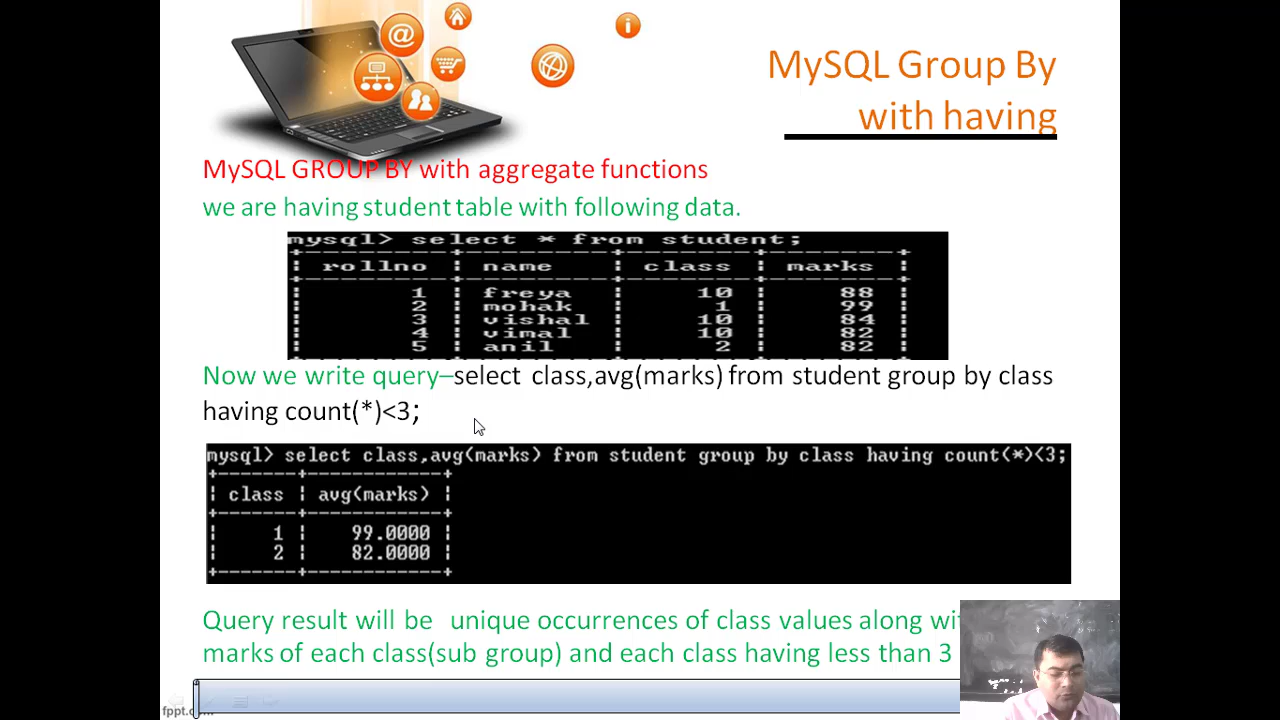 MySQL Group By
with having
MySQL GROUP BY with aggregate functions
we are having student table with following data.
mysql> select * from student;
| rollno | name | class | marks |
| 1 | freya | 10 | 88 |
| 2 | mohak | 1 | 99 |
| 3 | vishal | 10 | 84 |
| 4 | vimal | 10 | 82 |
| 5 | anil | 2 | 82 |
Now we write query–select class,avg(marks) from student group by class
having count(*)<3;
mysql> select class,avg(marks) from student group by class having count(*)<3;
| class | avg(marks) |
| 1 | 99.0000 |
| 2 | 82.0000 |
Query result will be unique occurrences of class values along
marks of each class(sub group) and each class having less than 3